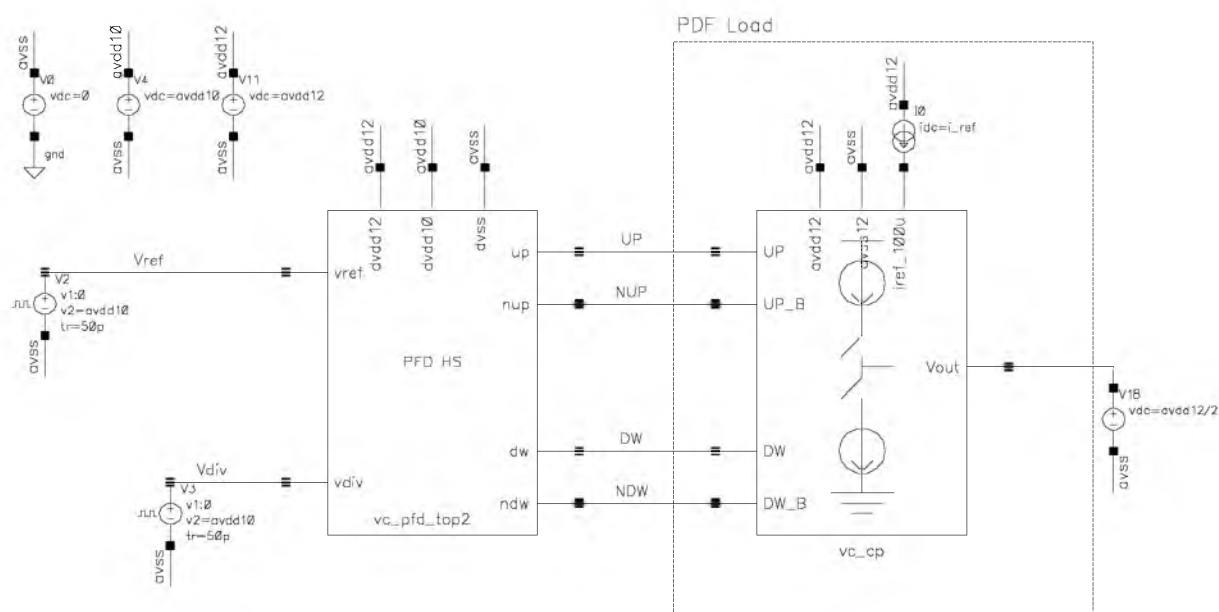 PDF Load
avss
avdd10
avdd12
V0
vdc=0
V4
vdc=avdd10
V11
vdc=avdd12
gnd
avss
avss
avdd12
I0
idc=i_ref
avdd12
avdd10
avss
avdd12
avss
avdd12
avdd10
avss
avdd12
avss12
iref_100u
Vref
vref
up
UP
UP
V2
v1:0
v2=avdd10
tr=50p
avss
nup
NUP
UP_B
PFD HS
Vout
V18
vdc=avdd12/2
avss
Vdiv
vdiv
dw
DW
DW
V3
v1:0
v2=avdd10
tr=50p
avss
ndw
NDW
DW_B
vc_pfd_top2
vc_cp